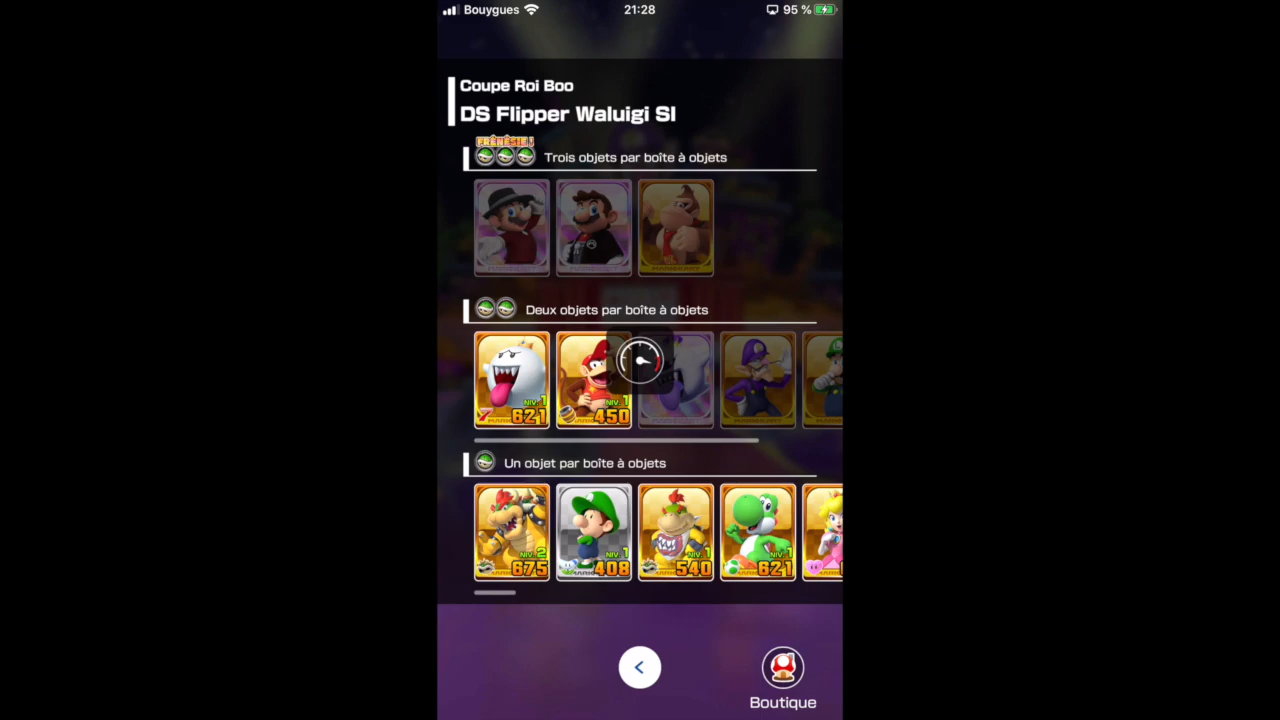 Bouygues 21:28 95 %
Coupe Roi Boo
DS Flipper Waluigi SI
FRÉNÉSIE !
Trois objets par boîte à objets
Deux objets par boîte à objets
NIV. 1 NIV. 1
621 450
Un objet par boîte à objets
NIV. 2 NIV. 1 NIV. 1 NIV. 1
675 408 540 621
Boutique